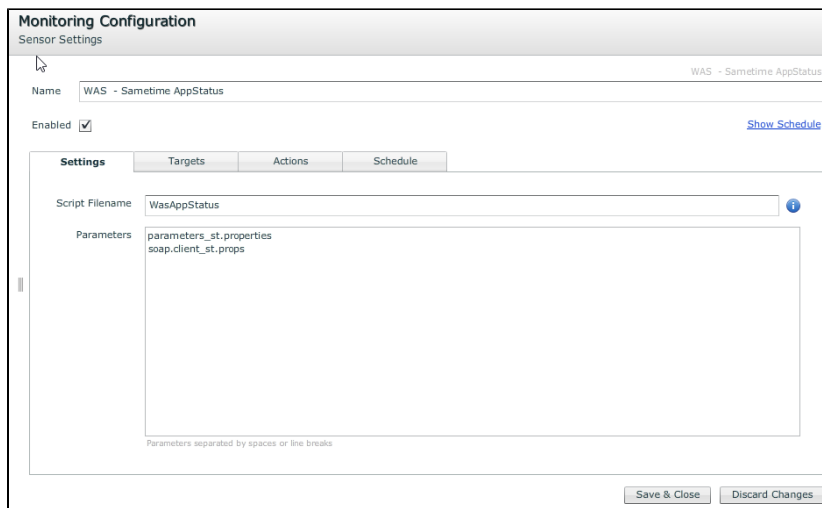 Monitoring Configuration
Sensor Settings
WAS - Sametime AppStatus
Name WAS - Sametime AppStatus
Enabled Show Schedule
Settings Targets Actions Schedule
Script Filename WasAppStatus
Parameters parameters_st.properties
soap.client_st.props
Parameters separated by spaces or line breaks
Save & Close Discard Changes